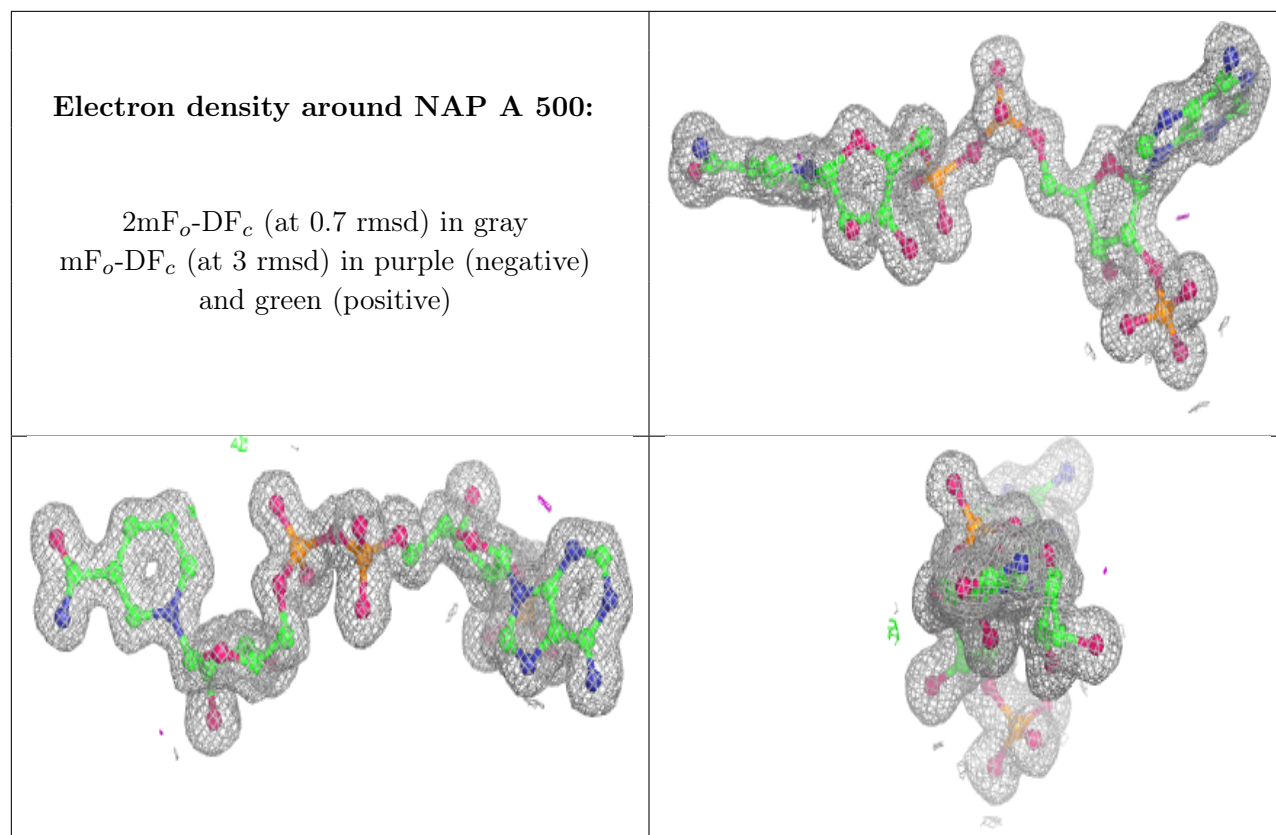 Electron density around NAP A 500:
2mFo-DFc (at 0.7 rmsd) in gray
mFo-DFc (at 3 rmsd) in purple (negative)
and green (positive)